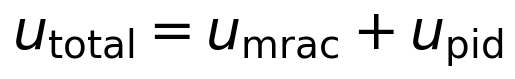 u_total = u_mrac + u_pid